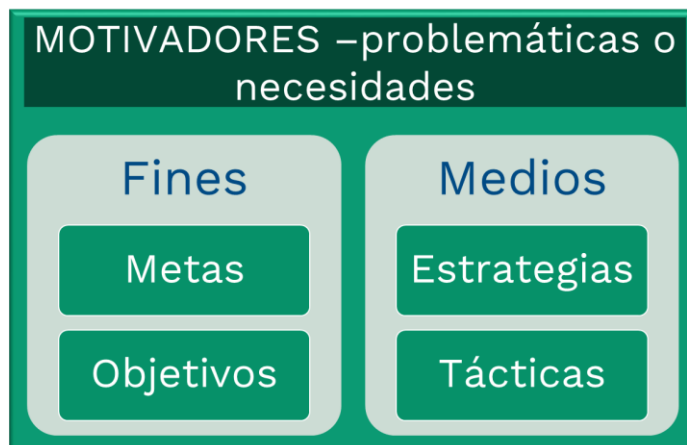 MOTIVADORES –problemáticas o
necesidades
Fines
Metas
Objetivos
Medios
Estrategias
Tácticas